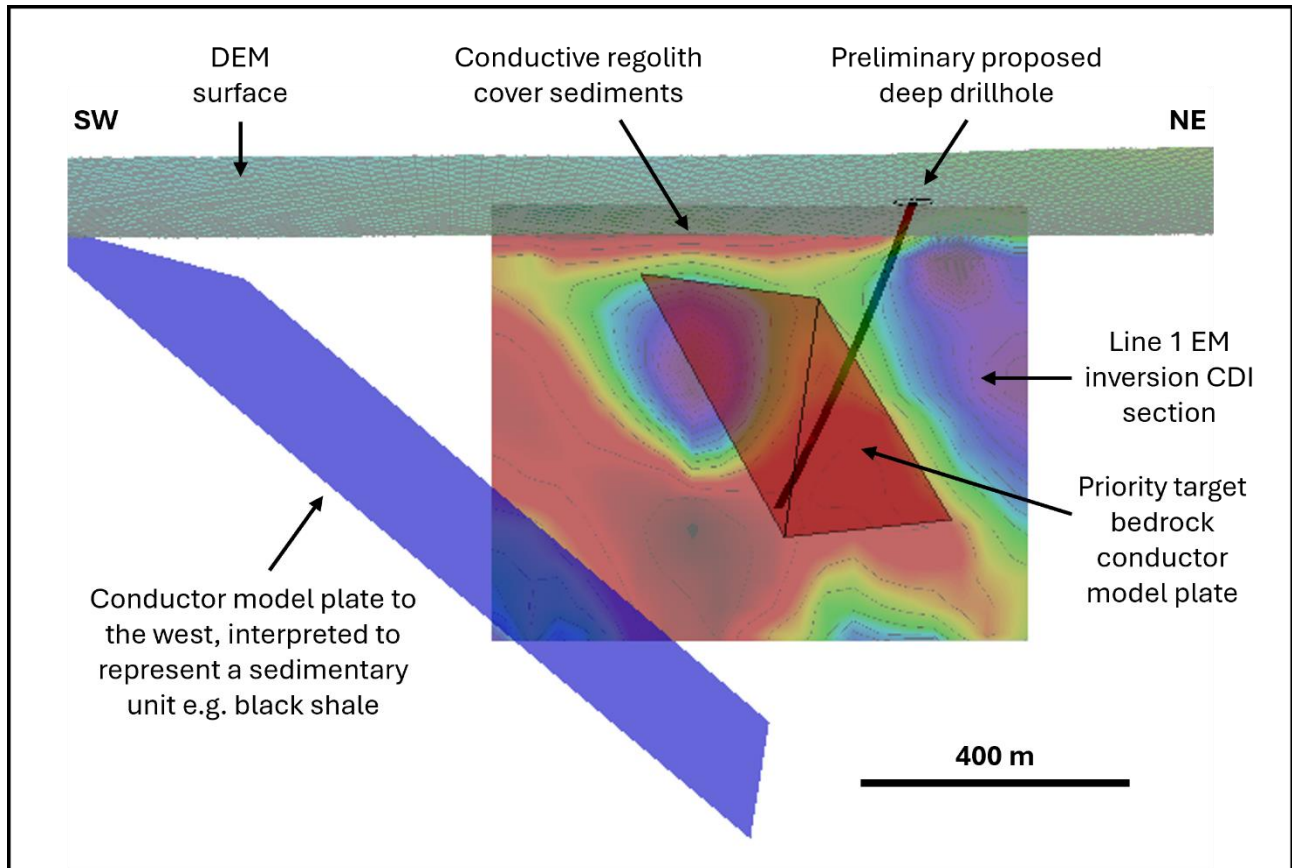 DEM
surface
Conductive regolith
cover sediments
Preliminary proposed
deep drillhole
SW
NE
Line 1 EM
inversion CDI
section
Priority target
bedrock
conductor
model plate
Conductor model plate to
the west, interpreted to
represent a sedimentary
unit e.g. black shale
400 m